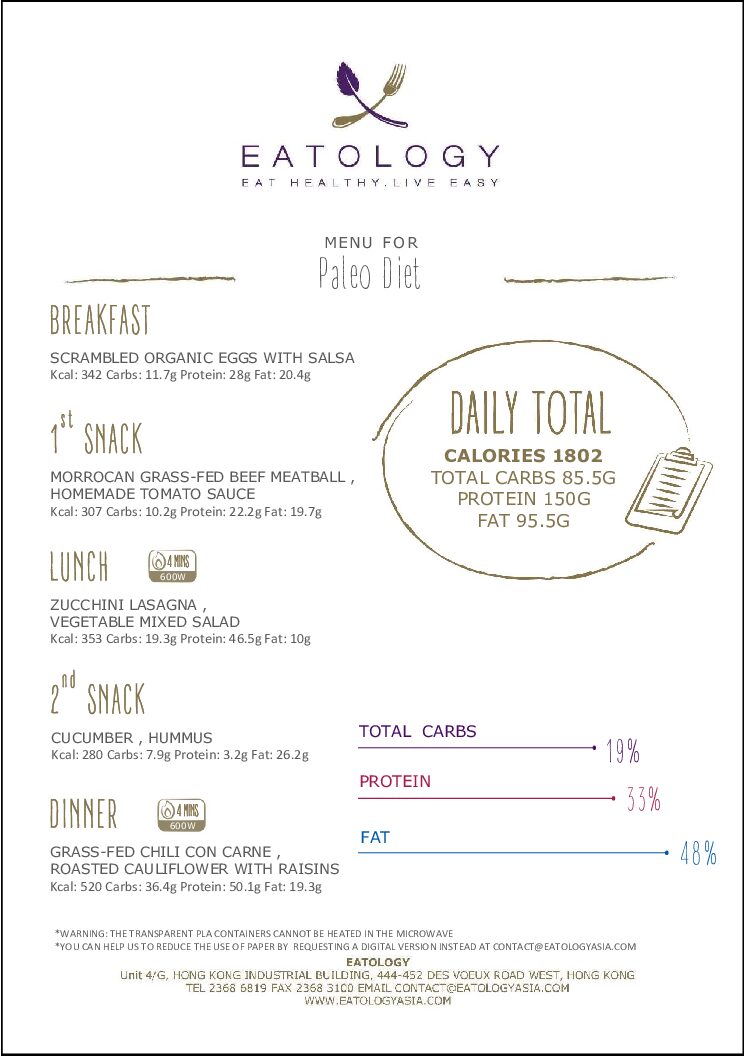 EATOLOGY
EAT HEALTHY.LIVE EASY
MENU FOR
Paleo Diet
BREAKFAST
SCRAMBLED ORGANIC EGGS WITH SALSA
Kcal: 342 Carbs: 11.7g Protein: 28g Fat: 20.4g
1st SNACK
MORROCAN GRASS-FED BEEF MEATBALL ,
HOMEMADE TOMATO SAUCE
Kcal: 307 Carbs: 10.2g Protein: 22.2g Fat: 19.7g
LUNCH
4 MINS
600W
ZUCCHINI LASAGNA ,
VEGETABLE MIXED SALAD
Kcal: 353 Carbs: 19.3g Protein: 46.5g Fat: 10g
2nd SNACK
CUCUMBER , HUMMUS
Kcal: 280 Carbs: 7.9g Protein: 3.2g Fat: 26.2g
DINNER
4 MINS
600W
GRASS-FED CHILI CON CARNE ,
ROASTED CAULIFLOWER WITH RAISINS
Kcal: 520 Carbs: 36.4g Protein: 50.1g Fat: 19.3g
DAILY TOTAL
CALORIES 1802
TOTAL CARBS 85.5G
PROTEIN 150G
FAT 95.5G
TOTAL CARBS
19%
PROTEIN
33%
FAT
48%
*WARNING: THE TRANSPARENT PLA CONTAINERS CANNOT BE HEATED IN THE MICROWAVE
*YOU CAN HELP US TO REDUCE THE USE OF PAPER BY REQUESTING A DIGITAL VERSION INSTEAD AT CONTACT@EATOLOGYASIA.COM
EATOLOGY
Unit 4/G, HONG KONG INDUSTRIAL BUILDING, 444-452 DES VOEUX ROAD WEST, HONG KONG
TEL 2368 6819 FAX 2368 3100 EMAIL CONTACT@EATOLOGYASIA.COM
WWW.EATOLOGYASIA.COM